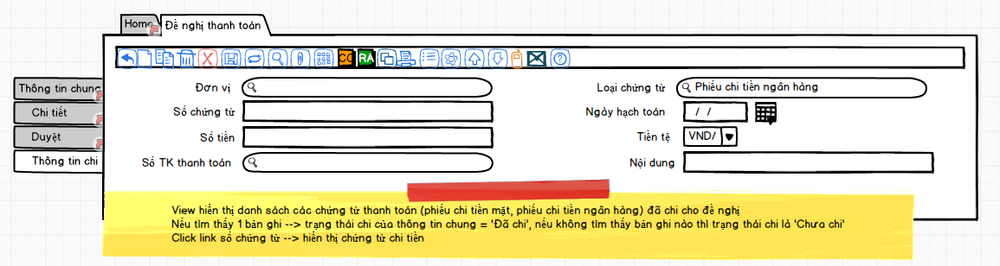 Home
Đề nghị thanh toán
CO
RA
Thông tin chung
Chi tiết
Duyệt
Thông tin chi
Đơn vị
Loại chứng từ
Phiếu chi tiền ngân hàng
Số chứng từ
Ngày hạch toán
/ /
Số tiền
Tiền tệ
VND/
Số TK thanh toán
Nội dung
View hiển thị danh sách các chứng từ thanh toán (phiếu chi tiền mặt, phiếu chi tiền ngân hàng) đã chi cho đề nghị
Nếu tìm thấy 1 bản ghi --> trạng thái chi của thông tin chung = 'Đã chi', nếu không tìm thấy bản ghi nào thì trạng thái chi là 'Chưa chi'
Click link số chứng từ --> hiển thị chứng từ chi tiền